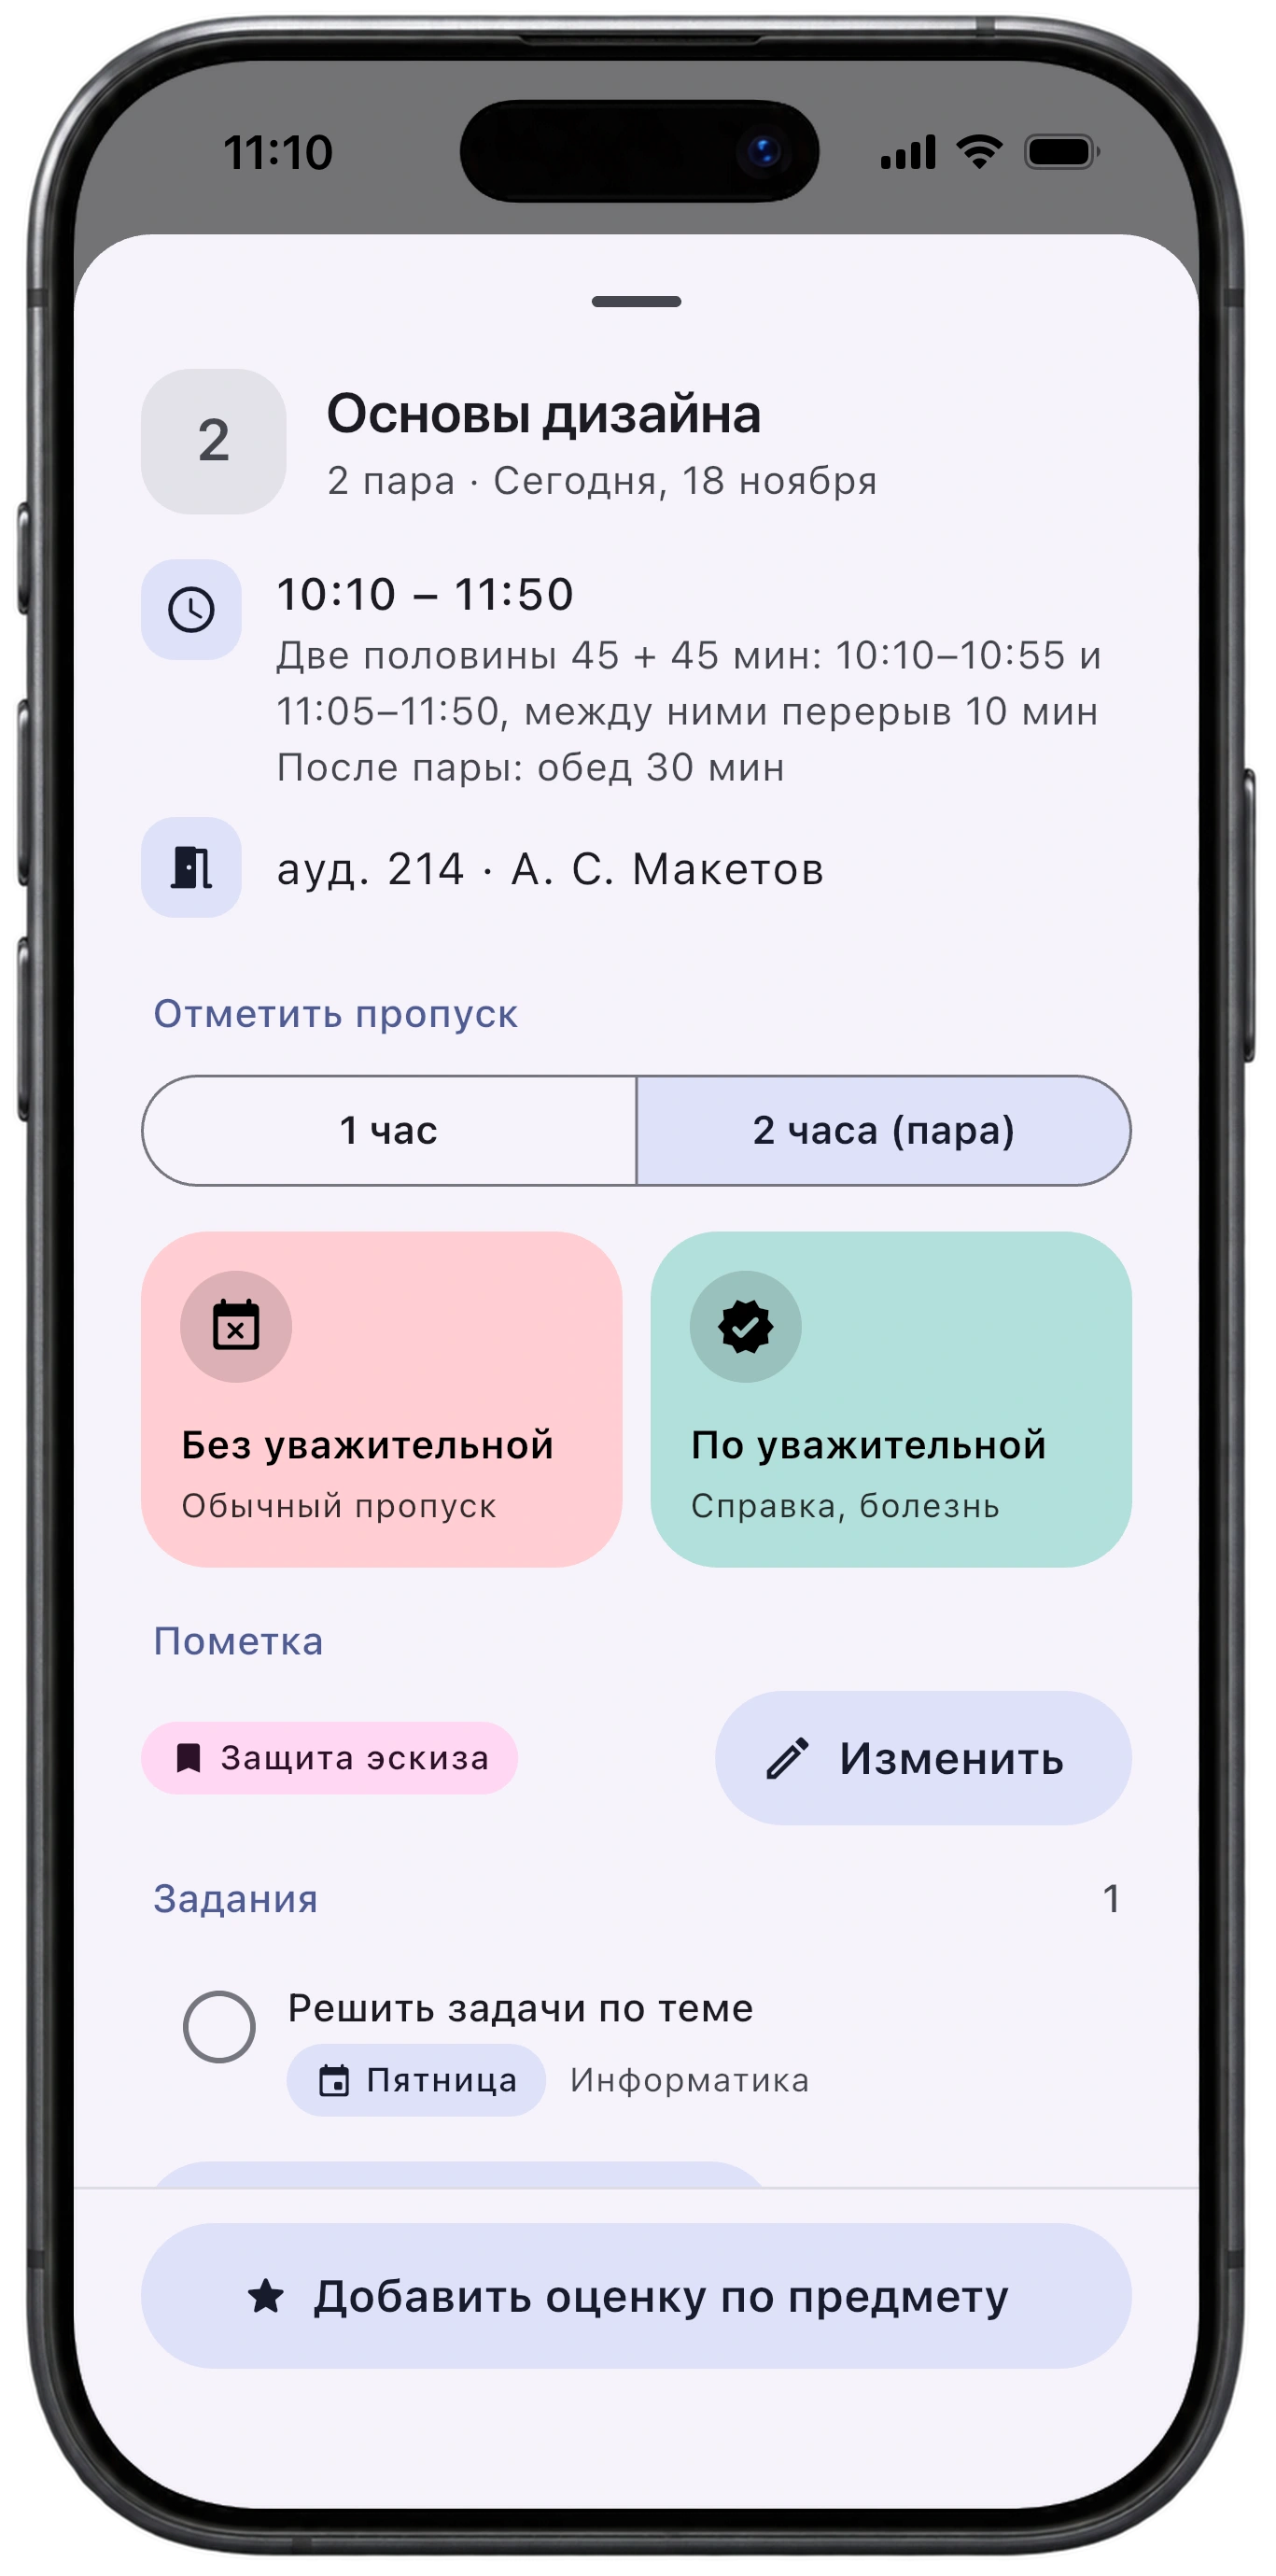 11:10
2
Основы дизайна
2 пара · Сегодня, 18 ноября
10:10 – 11:50
Две половины 45 + 45 мин: 10:10–10:55 и
11:05–11:50, между ними перерыв 10 мин
После пары: обед 30 мин
ауд. 214 · А. С. Макетов
Отметить пропуск
1 час
2 часа (пара)
Без уважительной
Обычный пропуск
По уважительной
Справка, болезнь
Пометка
Защита эскиза
Изменить
Задания
1
Решить задачи по теме
Пятница
Информатика
Добавить оценку по предмету